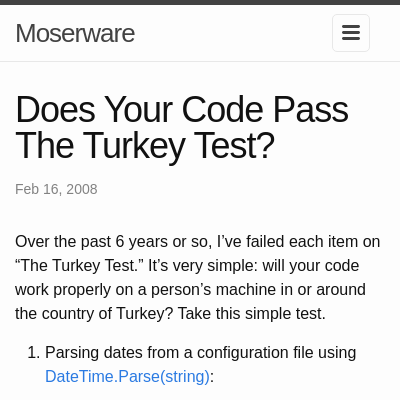 Moserware
Does Your Code Pass
The Turkey Test?
Feb 16, 2008
Over the past 6 years or so, I’ve failed each item on
“The Turkey Test.” It’s very simple: will your code
work properly on a person’s machine in or around
the country of Turkey? Take this simple test.
1. Parsing dates from a configuration file using
DateTime.Parse(string):